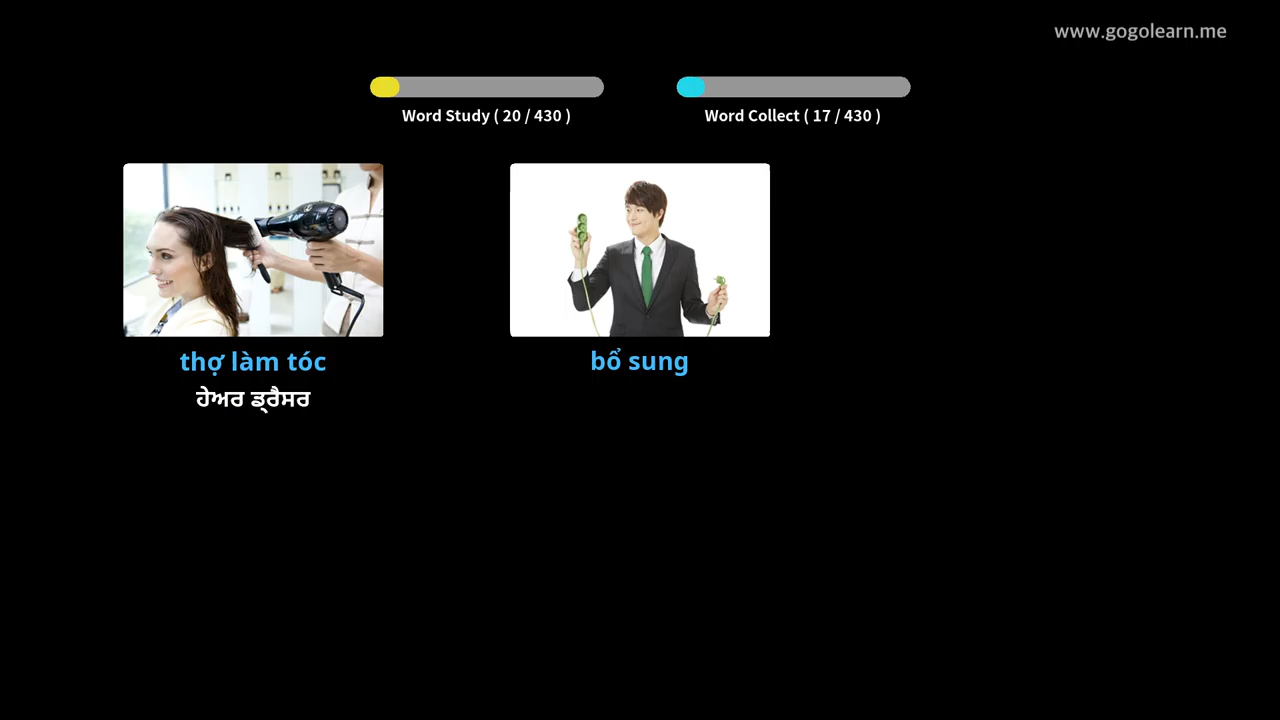 www.gogolearn.me
Word Study ( 20 / 430 )
Word Collect ( 17 / 430 )
thợ làm tóc
ਹੇਅਰ ਡ੍ਰੈਸਰ
bổ sung